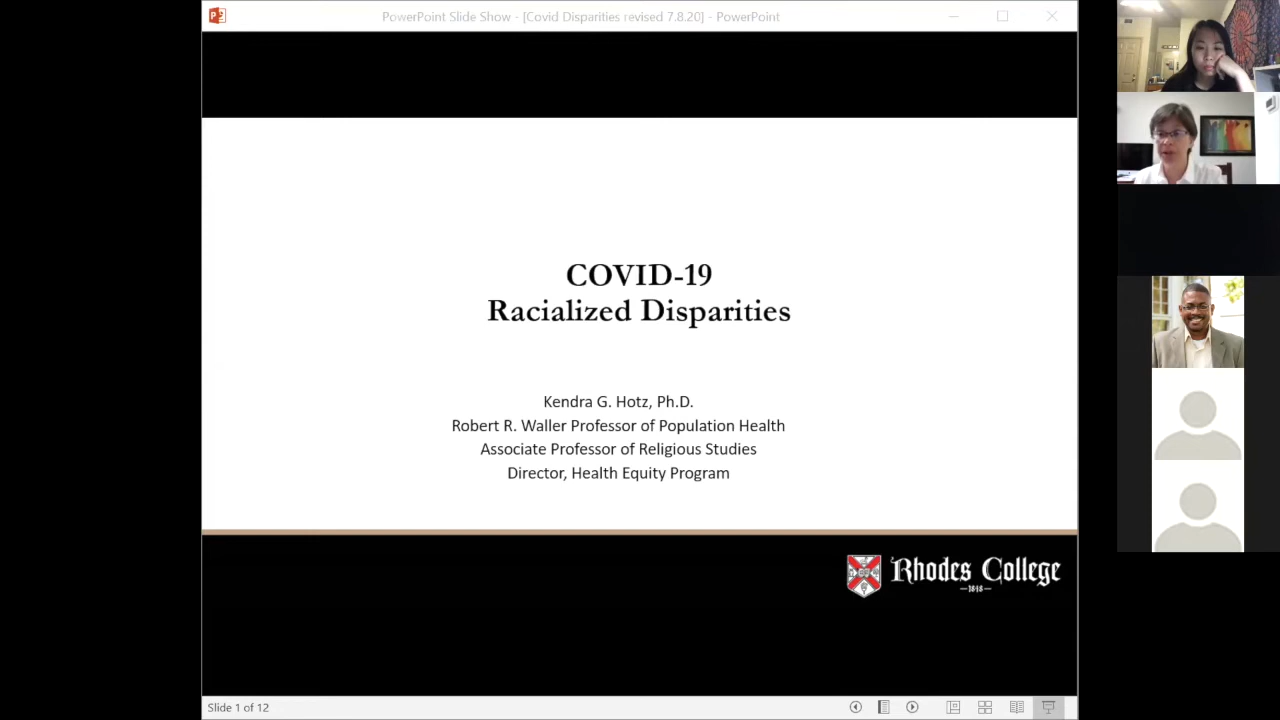 PowerPoint Slide Show - [Covid Disparities revised 7.8.20] - PowerPoint
COVID-19
Racialized Disparities
Kendra G. Hotz, Ph.D.
Robert R. Waller Professor of Population Health
Associate Professor of Religious Studies
Director, Health Equity Program
Rhodes College
—1848—
Slide 1 of 12